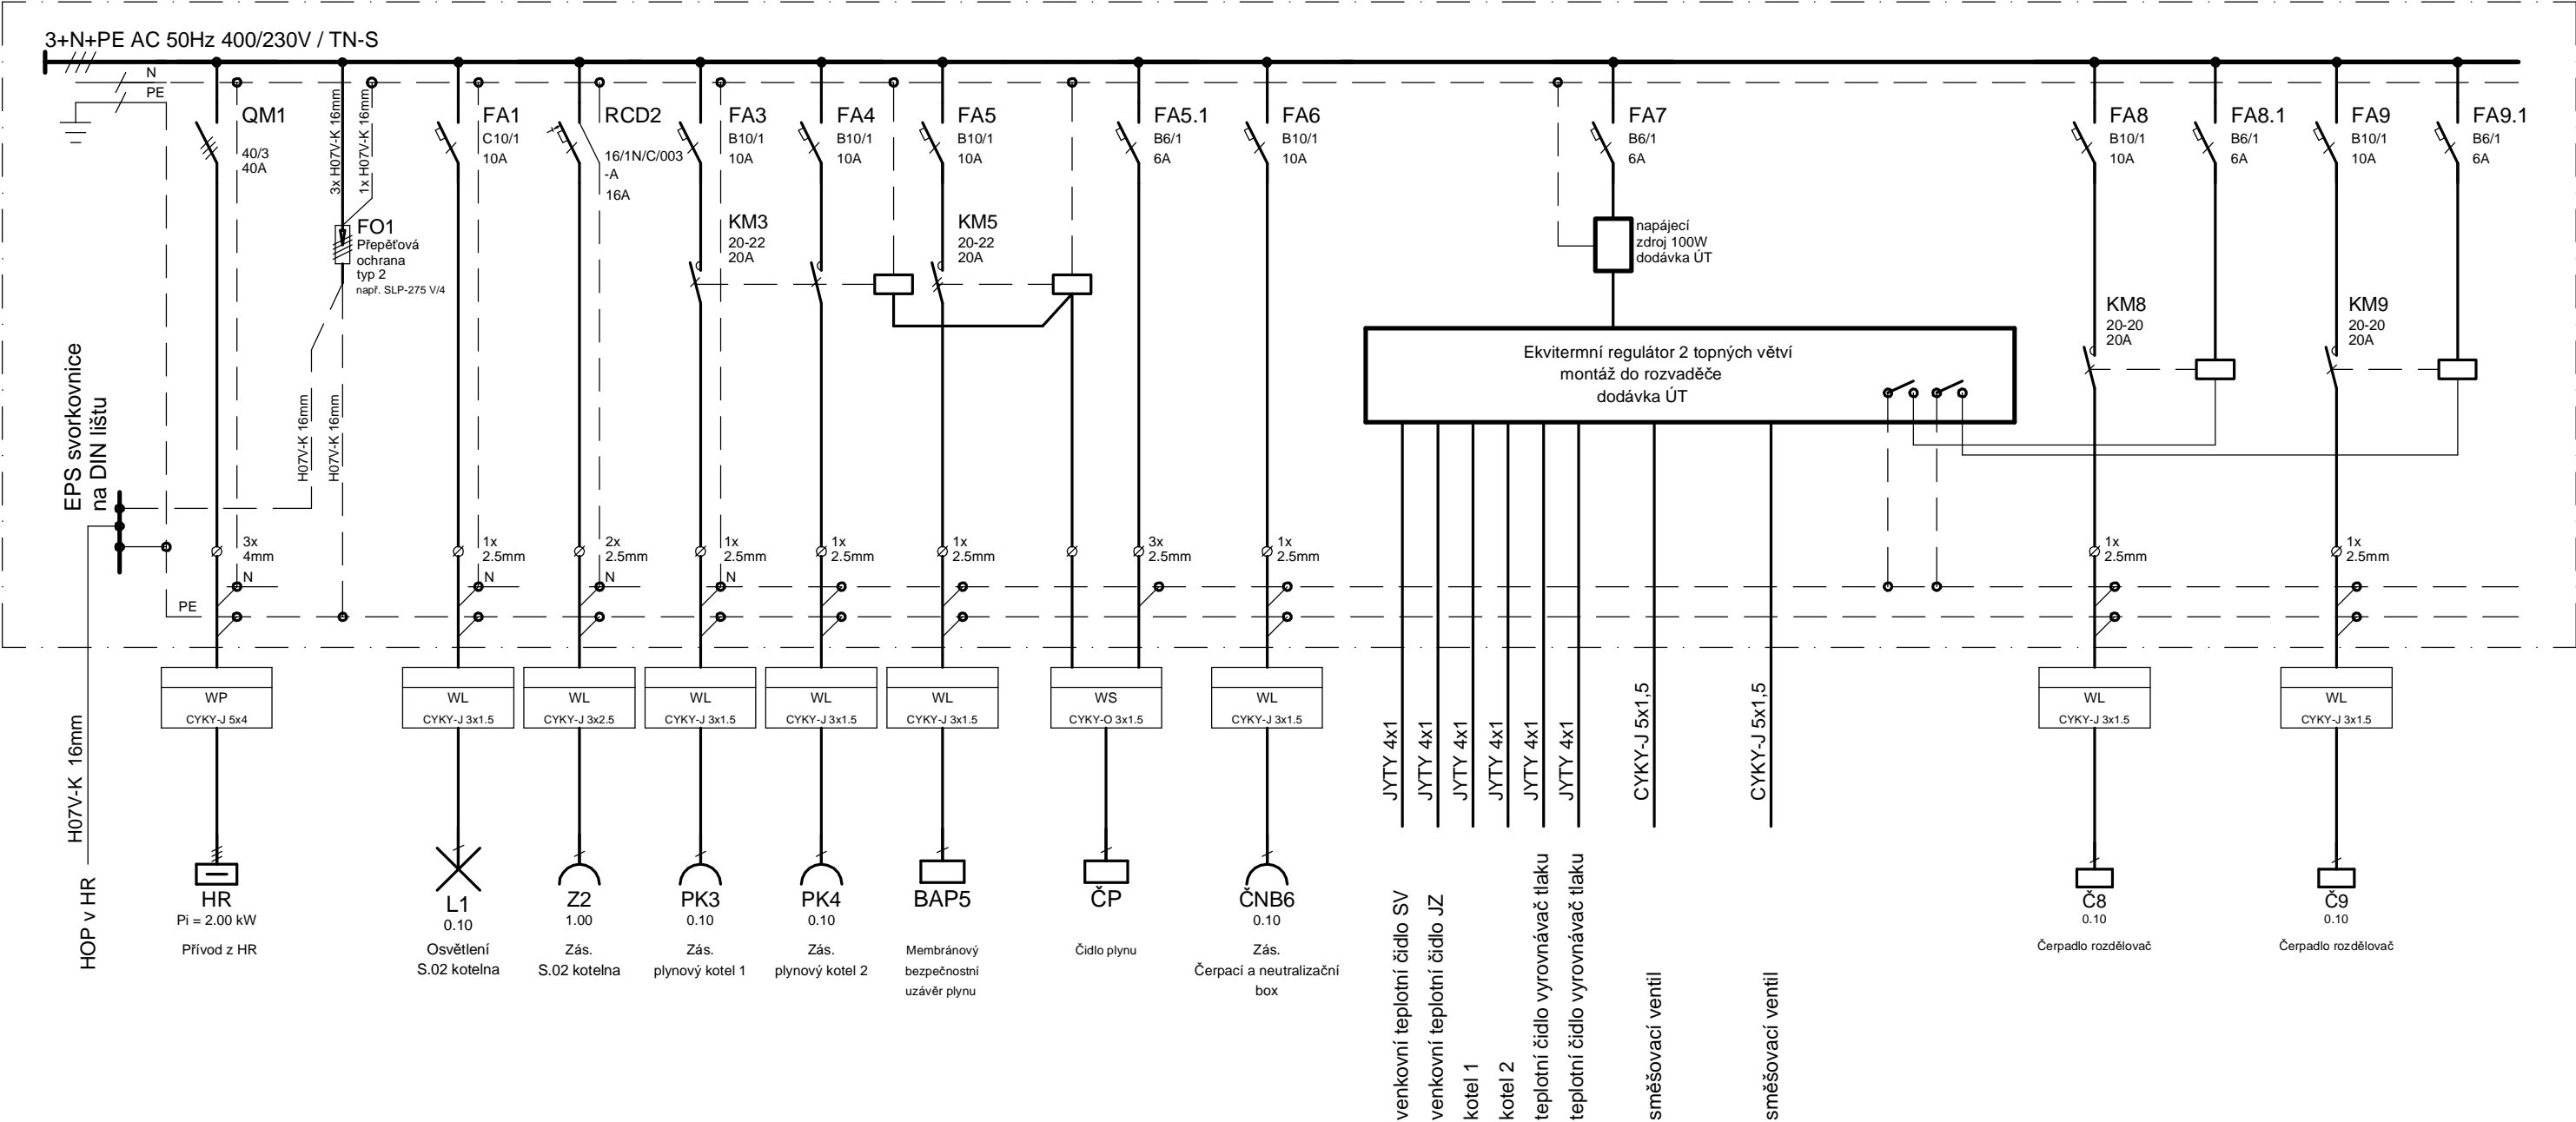 3+N+PE AC 50Hz 400/230V / TN-S
N
PE
QM1
40/3
40A
3x H07V-K 16mm
1x H07V-K 16mm
FO1
Přepěťová
ochrana
typ 2
např. SLP-275 V/4
FA1
C10/1
10A
RCD2
16/1N/C/003
-A
16A
FA3
B10/1
10A
FA4
B10/1
10A
FA5
B10/1
10A
FA5.1
B6/1
6A
FA6
B10/1
10A
FA7
B6/1
6A
FA8
B10/1
10A
FA8.1
B6/1
6A
FA9
B10/1
10A
FA9.1
B6/1
6A
KM3
20-22
20A
KM5
20-22
20A
napájecí
zdroj 100W
dodávka ÚT
KM8
20-20
20A
KM9
20-20
20A
Ekvitermní regulátor 2 topných větví
montáž do rozvaděče
dodávka ÚT
EPS svorkovnice
na DIN lištu
H07V-K 16mm
H07V-K 16mm
3x
4mm
1x
2.5mm
2x
2.5mm
1x
2.5mm
1x
2.5mm
1x
2.5mm
3x
2.5mm
1x
2.5mm
1x
2.5mm
1x
2.5mm
N
N
N
N
PE
WP
CYKY-J 5x4
WL
CYKY-J 3x1.5
WL
CYKY-J 3x2.5
WL
CYKY-J 3x1.5
WL
CYKY-J 3x1.5
WL
CYKY-J 3x1.5
WS
CYKY-O 3x1.5
WL
CYKY-J 3x1.5
WL
CYKY-J 3x1.5
WL
CYKY-J 3x1.5
H07V-K 16mm
HOP v HR
JYTY 4x1
JYTY 4x1
JYTY 4x1
JYTY 4x1
JYTY 4x1
JYTY 4x1
CYKY-J 5x1,5
CYKY-J 5x1,5
HR
Pi = 2.00 kW
Přívod z HR
L1
0.10
Osvětlení
S.02 kotelna
Z2
1.00
Zás.
S.02 kotelna
PK3
0.10
Zás.
plynový kotel 1
PK4
0.10
Zás.
plynový kotel 2
BAP5
Membránový
bezpečnostní
uzávěr plynu
ČP
Čidlo plynu
ČNB6
0.10
Zás.
Čerpací a neutralizační
box
venkovní teplotní čidlo SV
venkovní teplotní čidlo JZ
kotel 1
kotel 2
teplotní čidlo vyrovnávač tlaku
teplotní čidlo vyrovnávač tlaku
směšovací ventil
směšovací ventil
Č8
0.10
Čerpadlo rozdělovač
Č9
0.10
Čerpadlo rozdělovač